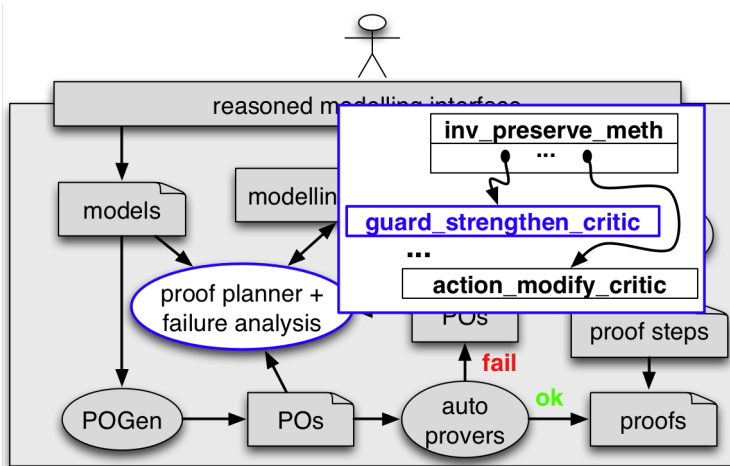 reasoned modelling interface
inv_preserve_meth
...
models
modellin
guard_strengthen_critic
...
action_modify_critic
proof planner +
failure analysis
POs
proof steps
fail
ok
POGen
POs
auto
provers
proofs